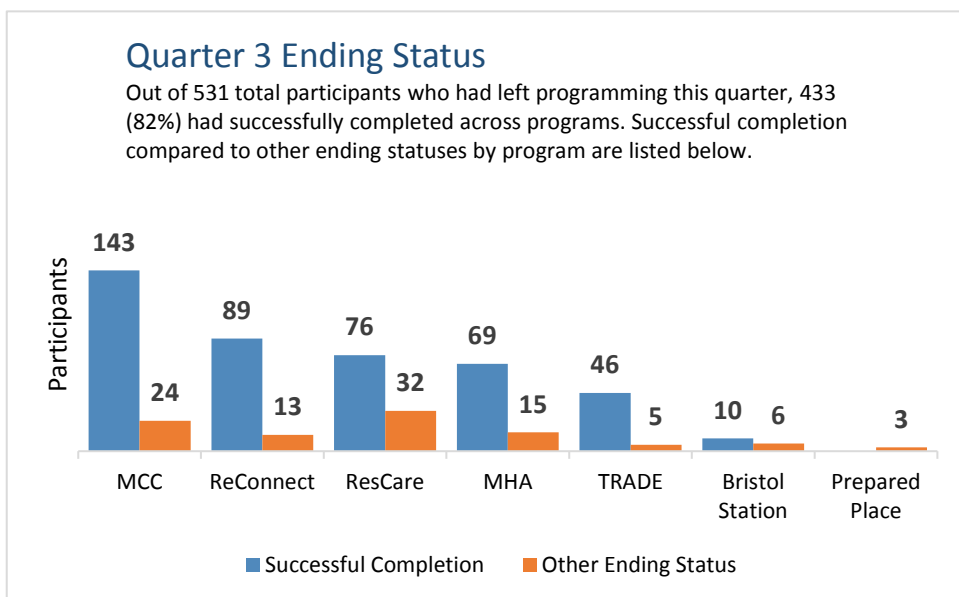 Quarter 3 Ending Status
Out of 531 total participants who had left programming this quarter, 433
(82%) had successfully completed across programs. Successful completion
compared to other ending statuses by program are listed below.
Participants
143
24
89
13
76
32
69
15
46
5
10
6
3
MCC
ReConnect
ResCare
MHA
TRADE
Bristol
Station
Prepared
Place
Successful Completion
Other Ending Status